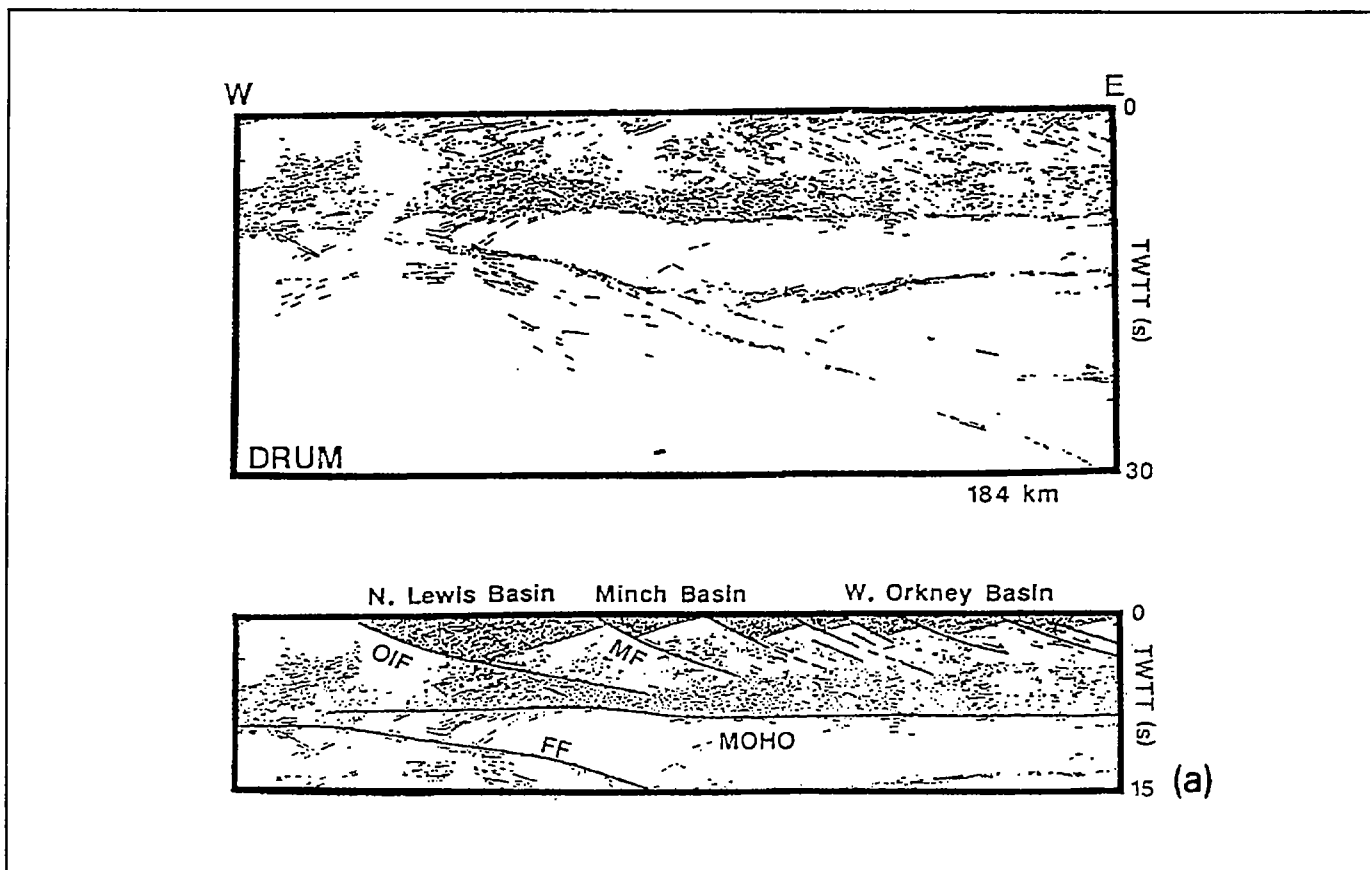 W E
0
TWTT (s)
DRUM
30
184 km
N. Lewis Basin Minch Basin W. Orkney Basin
0
OIF
MF
TWTT (s)
FF
MOHO
15
(a)